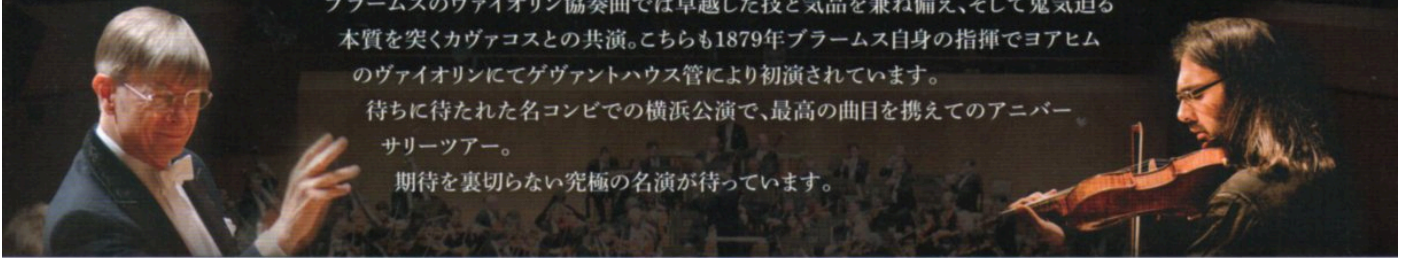 ブラームスのヴァイオリン協奏曲では卓越した技と気品を兼ね備え、そして鬼気迫る
本質を突くカヴァコスとの共演。こちらも1879年ブラームス自身の指揮でヨアヒム
のヴァイオリンにてゲヴァントハウス管により初演されています。
待ちに待たれた名コンビでの横浜公演で、最高の曲目を携えてのアニバー
サリーツアー。
期待を裏切らない究極の名演が待っています。